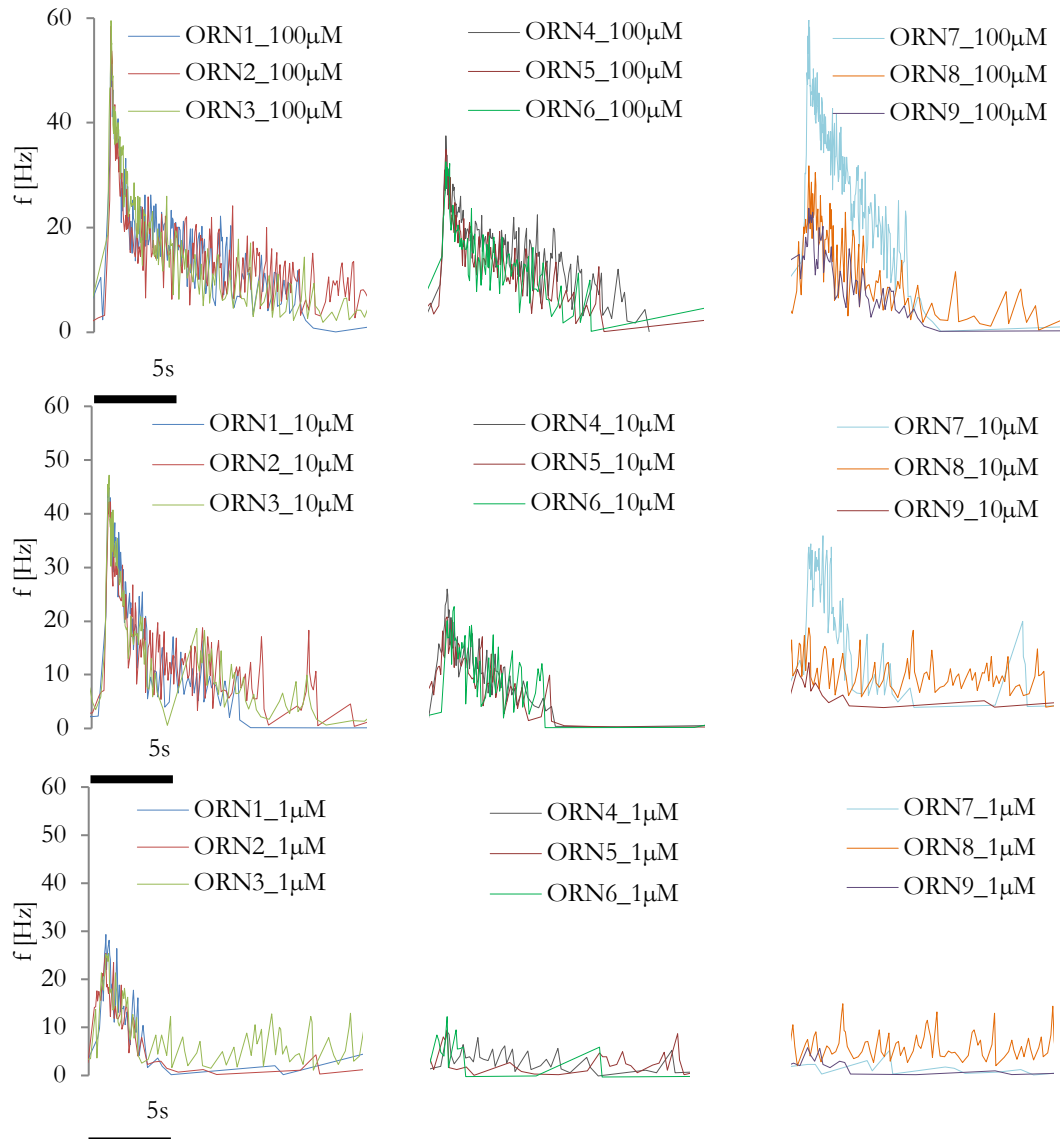 60
40
20
0
f [Hz]
ORN1_100μM
ORN2_100μM
ORN3_100μM
ORN4_100μM
ORN5_100μM
ORN6_100μM
ORN7_100μM
ORN8_100μM
ORN9_100μM
5s
60
50
40
30
20
10
0
f [Hz]
ORN1_10μM
ORN2_10μM
ORN3_10μM
ORN4_10μM
ORN5_10μM
ORN6_10μM
ORN7_10μM
ORN8_10μM
ORN9_10μM
5s
60
50
40
30
20
10
0
f [Hz]
ORN1_1μM
ORN2_1μM
ORN3_1μM
ORN4_1μM
ORN5_1μM
ORN6_1μM
ORN7_1μM
ORN8_1μM
ORN9_1μM
5s